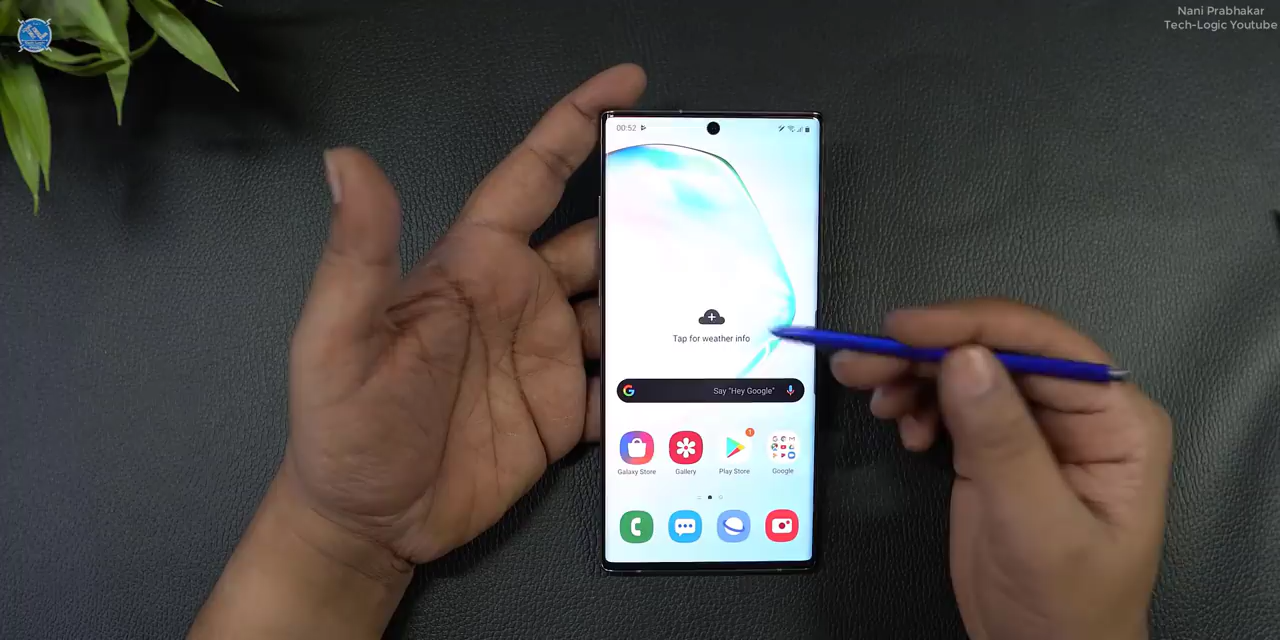 Nani Prabhakar
Tech-Logic Youtube
00:52
Tap for weather info
Say "Hey Google"
1
Galaxy Store
Gallery
Play Store
Google